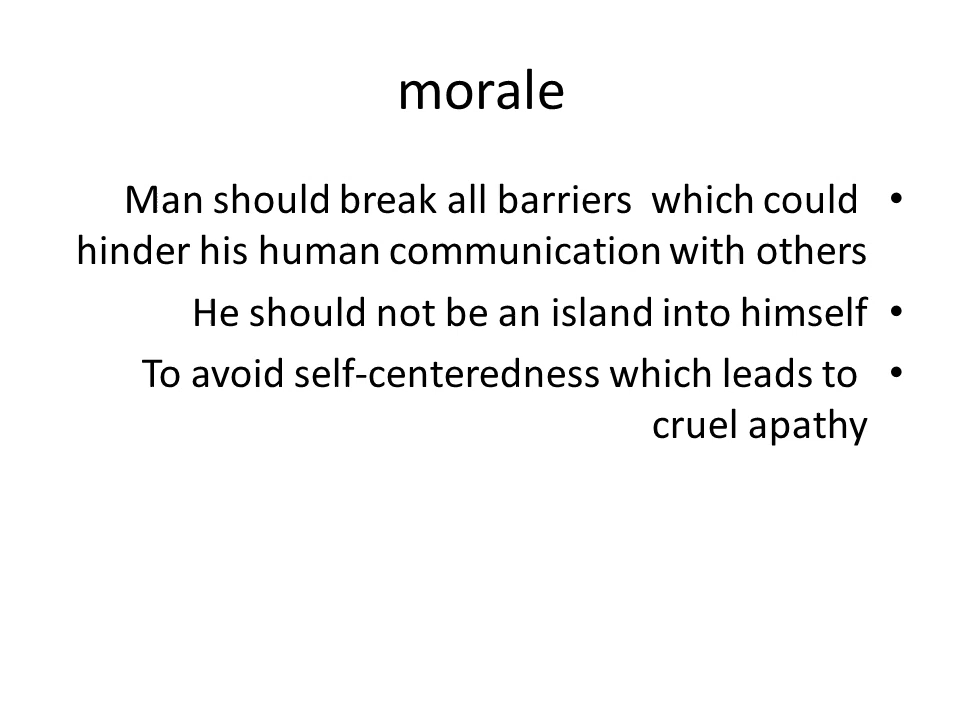 morale
• Man should break all barriers  which could
hinder his human communication with others
• He should not be an island into himself
• To avoid self-centeredness which leads to
cruel apathy